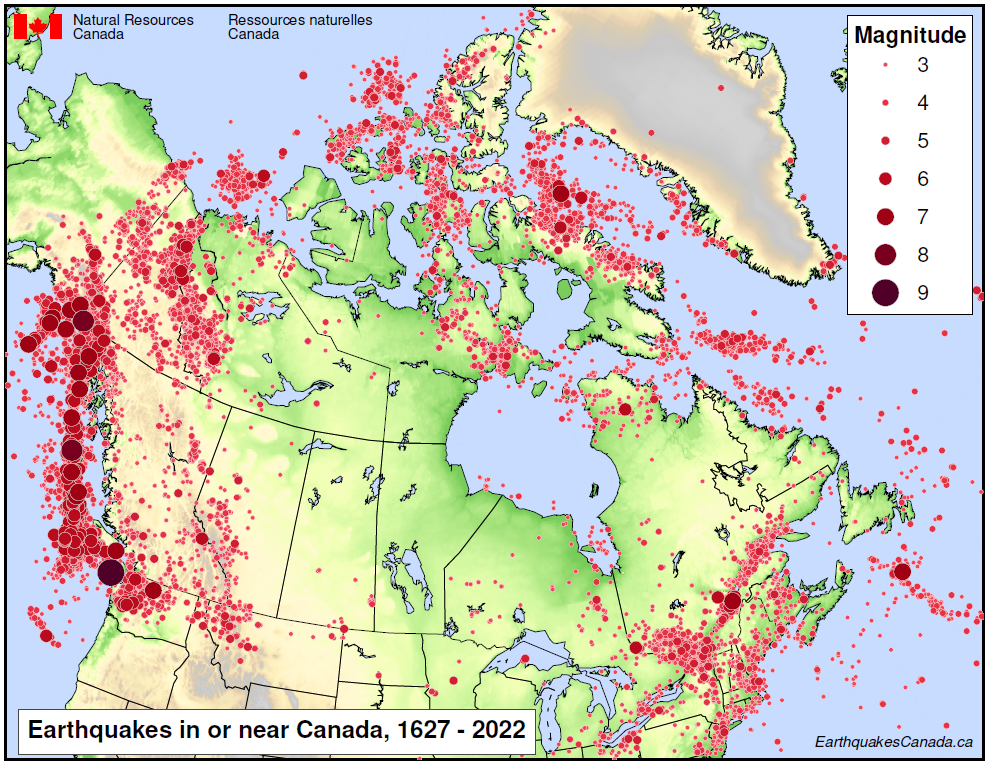 Natural Resources
Canada
Ressources naturelles
Canada
Magnitude
3
4
5
6
7
8
9
Earthquakes in or near Canada, 1627 - 2022
EarthquakesCanada.ca